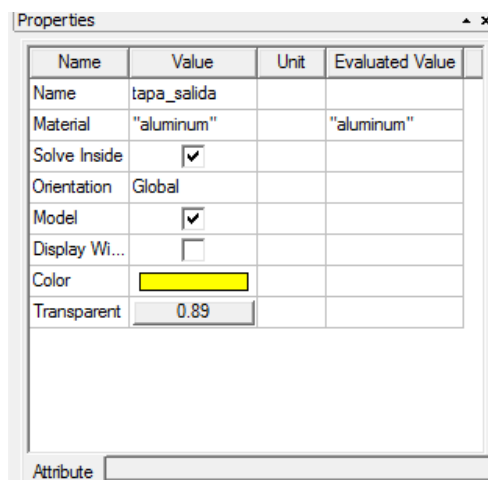 Properties
Name Value Unit Evaluated Value
Name tapa_salida
Material "aluminum" "aluminum"
Solve Inside
Orientation Global
Model
Display Wi...
Color
Transparent 0.89
Attribute